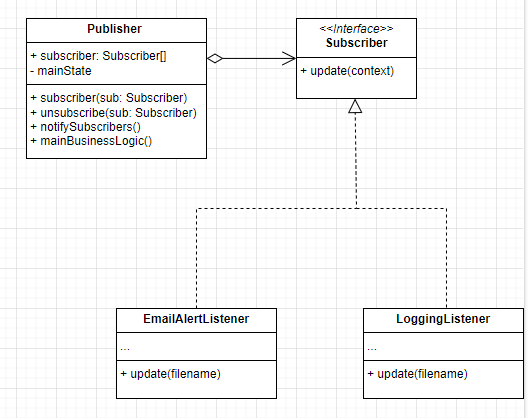 Publisher
+ subscriber: Subscriber[]
- mainState
+ subscriber(sub: Subscriber)
+ unsubscribe(sub: Subscriber)
+ notifySubscribers()
+ mainBusinessLogic()
<<Interface>>
Subscriber
+ update(context)
EmailAlertListener
...
+ update(filename)
LoggingListener
...
+ update(filename)